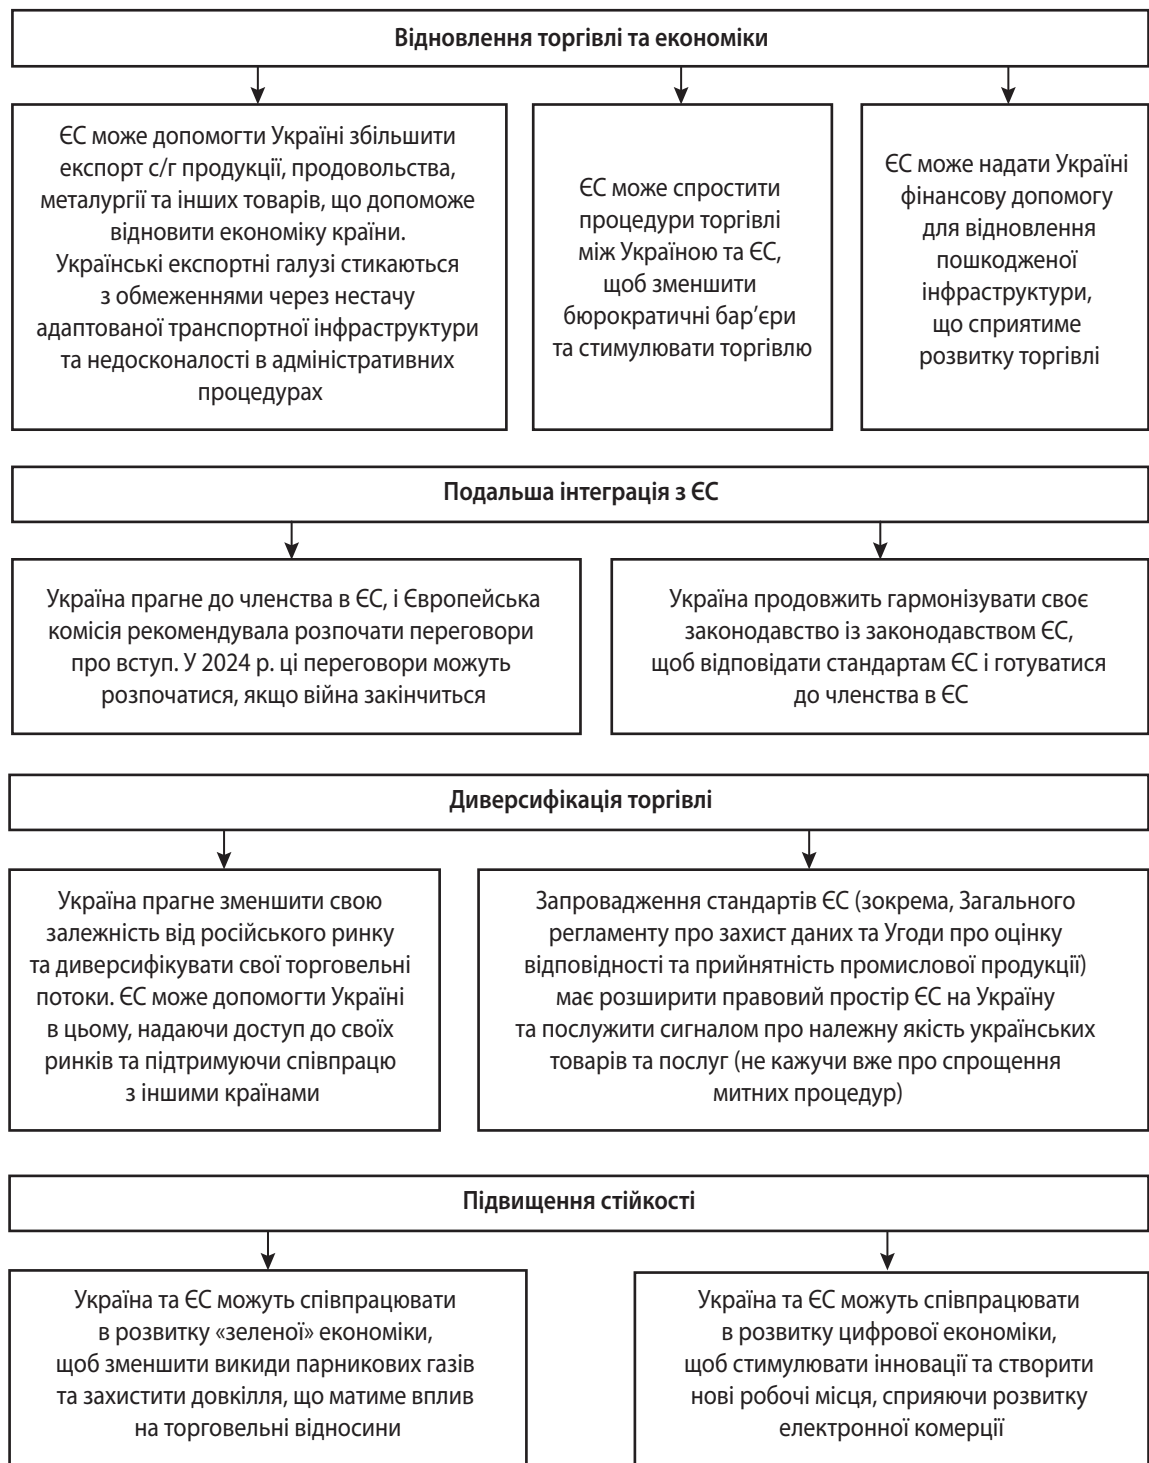 Відновлення торгівлі та економіки
ЄС може допомогти Україні збільшити
експорт с/г продукції, продовольства,
металургії та інших товарів, що допоможе
відновити економіку країни.
Українські експортні галузі стикаються
з обмеженнями через нестачу
адаптованої транспортної інфраструктури
та недосконалості в адміністративних
процедурах
ЄС може спростити
процедури торгівлі
між Україною та ЄС,
щоб зменшити
бюрократичні бар’єри
та стимулювати торгівлю
ЄС може надати Україні
фінансову допомогу
для відновлення
пошкодженої
інфраструктури,
що сприятиме
розвитку торгівлі
Подальша інтеграція з ЄС
Україна прагне до членства в ЄС, і Європейська
комісія рекомендувала розпочати переговори
про вступ. У 2024 р. ці переговори можуть
розпочатися, якщо війна закінчиться
Україна продовжить гармонізувати своє
законодавство із законодавством ЄС,
щоб відповідати стандартам ЄС і готуватися
до членства в ЄС
Диверсифікація торгівлі
Україна прагне зменшити свою
залежність від російського ринку
та диверсифікувати свої торговельні
потоки. ЄС може допомогти Україні
в цьому, надаючи доступ до своїх
ринків та підтримуючи співпрацю
з іншими країнами
Запровадження стандартів ЄС (зокрема, Загального
регламенту про захист даних та Угоди про оцінку
відповідності та прийнятність промислової продукції)
має розширити правовий простір ЄС на Україну
та послужити сигналом про належну якість українських
товарів та послуг (не кажучи вже про спрощення
митних процедур)
Підвищення стійкості
Україна та ЄС можуть співпрацювати
в розвитку «зеленої» економіки,
щоб зменшити викиди парникових газів
та захистити довкілля, що матиме вплив
на торговельні відносини
Україна та ЄС можуть співпрацювати
в розвитку цифрової економіки,
щоб стимулювати інновації та створити
нові робочі місця, сприяючи розвитку
електронної комерції